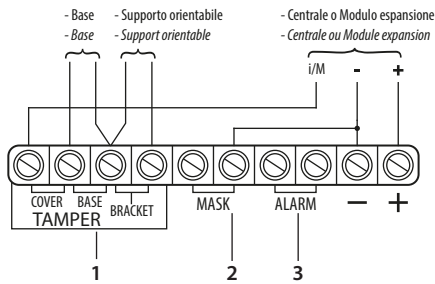 - Base
- Base
- Supporto orientabile
- Support orientable
- Centrale o Modulo espansione
- Centrale ou Module expansion
i/M - +
COVER BASE BRACKET MASK ALARM − +
TAMPER
1 2 3